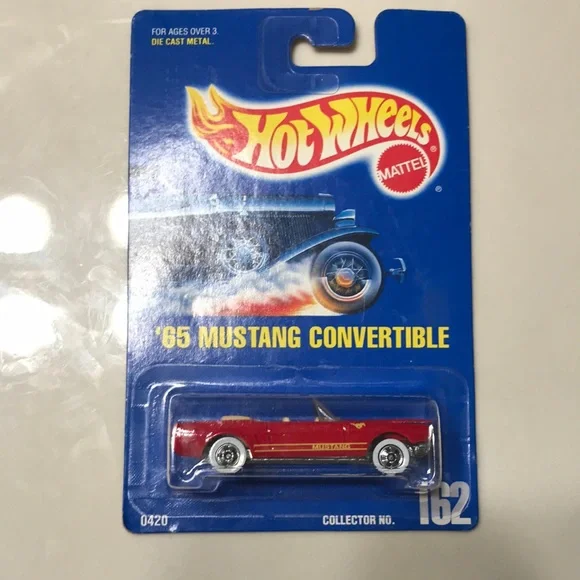 FOR AGES OVER 3.
DIE CAST METAL.
HOT WHEELS
®
MATTEL
®
'65 MUSTANG CONVERTIBLE
MUSTANG
0420
COLLECTOR NO. 162